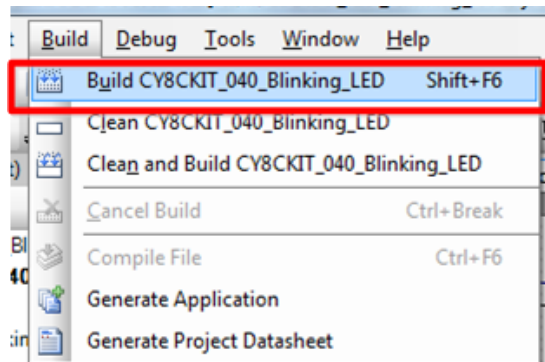 Build Debug Tools Window Help
Build CY8CKIT_040_Blinking_LED Shift+F6
Clean CY8CKIT_040_Blinking_LED
Clean and Build CY8CKIT_040_Blinking_LED
Cancel Build Ctrl+Break
Compile File Ctrl+F6
Generate Application
Generate Project Datasheet